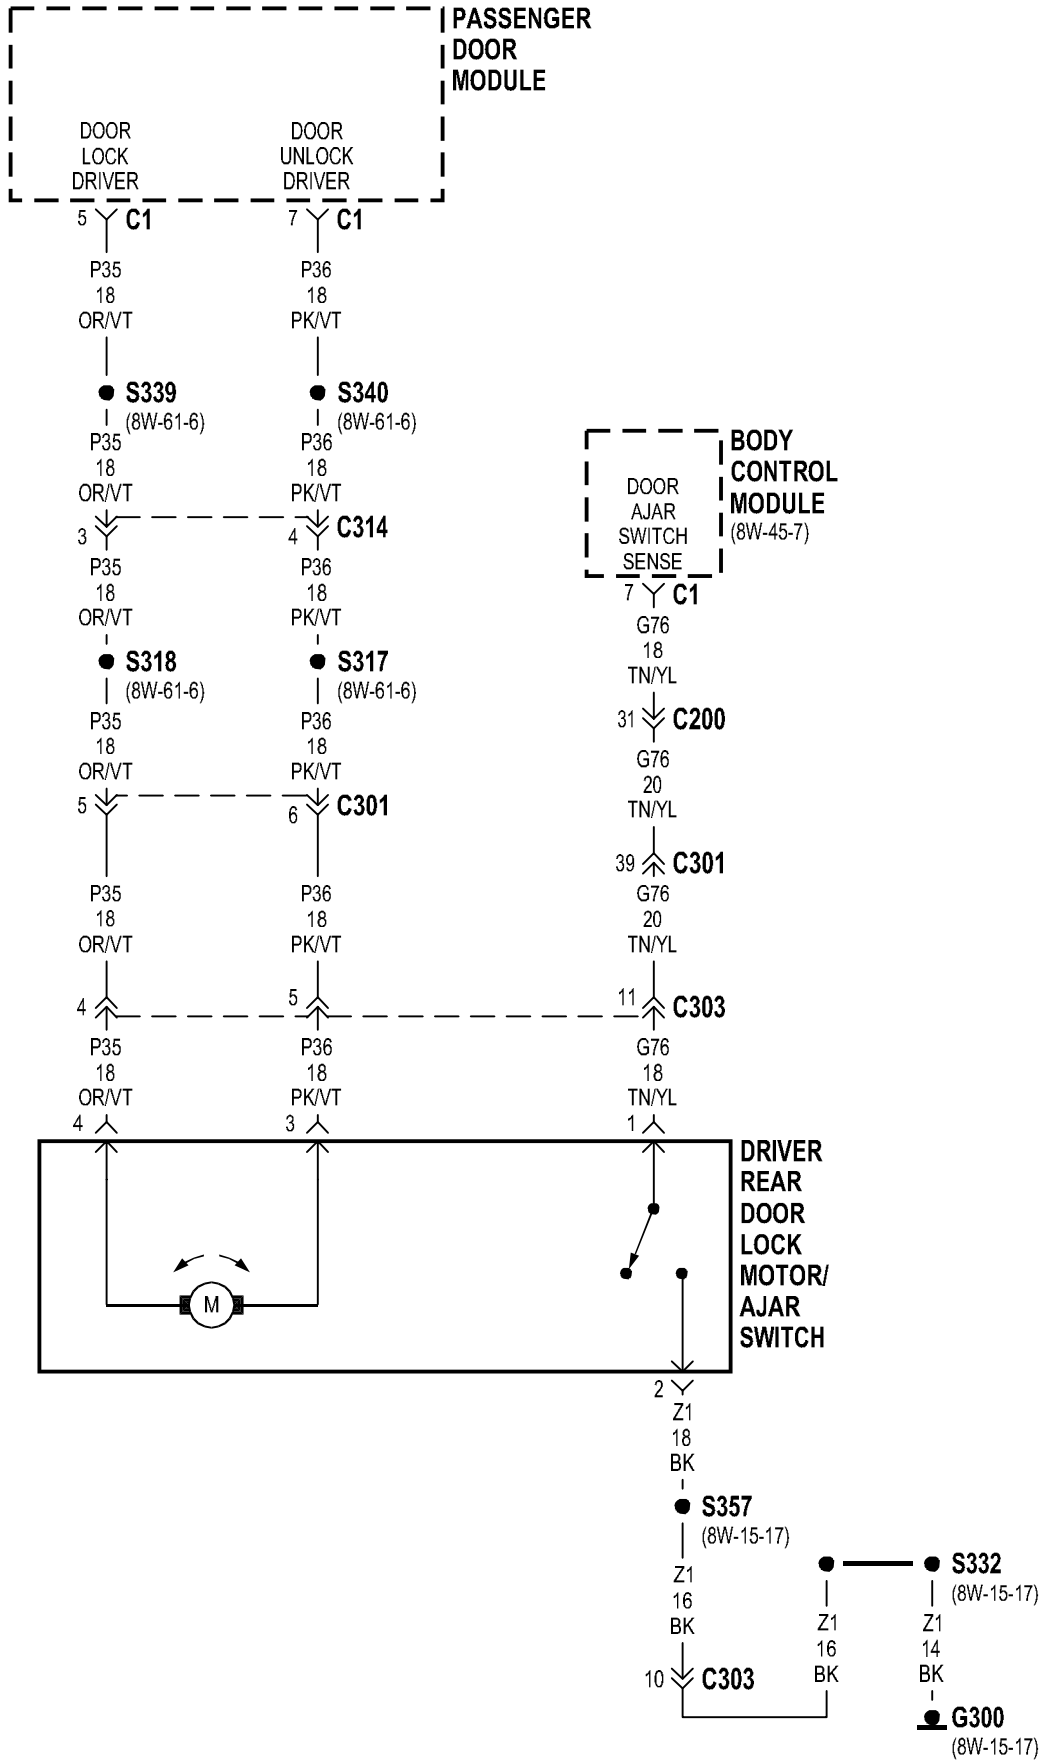 PASSENGER
DOOR
MODULE
DOOR
LOCK
DRIVER
DOOR
UNLOCK
DRIVER
5 C1
7 C1
P35
18
OR/VT
P36
18
PK/VT
S339
(8W-61-6)
S340
(8W-61-6)
P35
18
OR/VT
P36
18
PK/VT
3
4 C314
P35
18
OR/VT
P36
18
PK/VT
S318
(8W-61-6)
S317
(8W-61-6)
P35
18
OR/VT
P36
18
PK/VT
5
6 C301
P35
18
OR/VT
P36
18
PK/VT
4
5
P35
18
OR/VT
P36
18
PK/VT
4
3
BODY
CONTROL
MODULE
(8W-45-7)
DOOR
AJAR
SWITCH
SENSE
7 C1
G76
18
TN/YL
31 C200
G76
20
TN/YL
39 C301
G76
20
TN/YL
11 C303
G76
18
TN/YL
1
DRIVER
REAR
DOOR
LOCK
MOTOR/
AJAR
SWITCH
M
2
Z1
18
BK
S357
(8W-15-17)
Z1
16
BK
10 C303
Z1
16
BK
S332
(8W-15-17)
Z1
14
BK
G300
(8W-15-17)